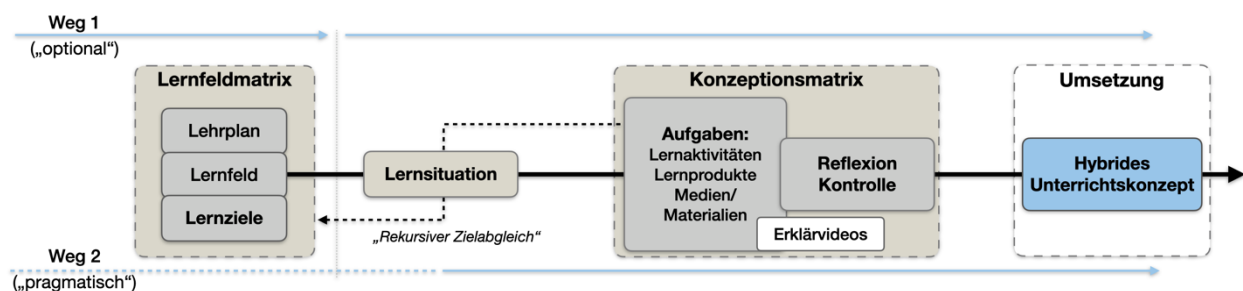 Weg 1
(„optional“)
Lernfeldmatrix
Lehrplan
Lernfeld
Lernziele
Lernsituation
„Rekursiver Zielabgleich“
Konzeptionsmatrix
Aufgaben:
Lernaktivitäten
Lernprodukte
Medien/
Materialien
Reflexion
Kontrolle
Erklärvideos
Umsetzung
Hybrides
Unterrichtskonzept
Weg 2
(„pragmatisch“)